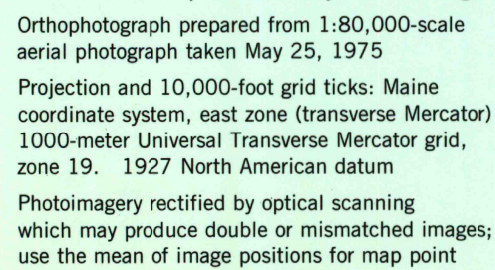 Orthophotograph prepared from 1:80,000-scale
aerial photograph taken May 25, 1975
Projection and 10,000-foot grid ticks: Maine
coordinate system, east zone (transverse Mercator)
1000-meter Universal Transverse Mercator grid,
zone 19. 1927 North American datum
Photoimagery rectified by optical scanning
which may produce double or mismatched images;
use the mean of image positions for map point